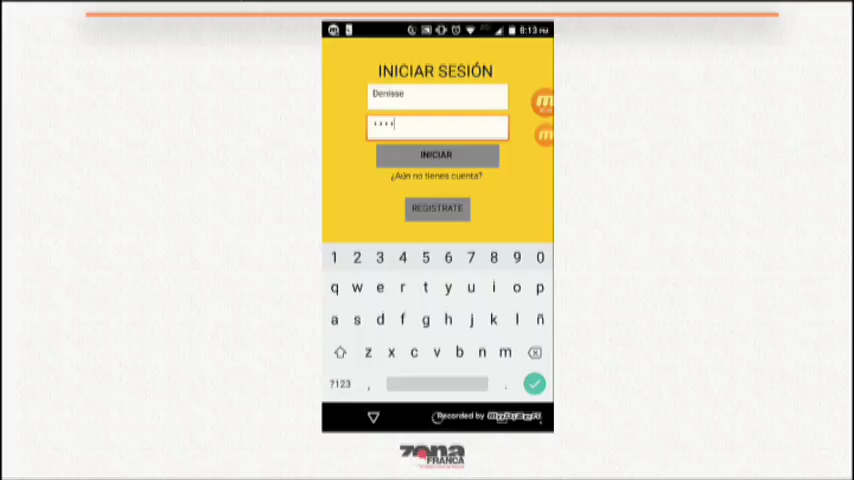 8:13 PM
INICIAR SESIÓN
Denisse
****
INICIAR
¿Aún no tienes cuenta?
REGISTRATE
1 2 3 4 5 6 7 8 9 0
q w e r t y u i o p
a s d f g h j k l ñ
z x c v b n m
?123 , .
Recorded by MOBIZEN
zona
FRANCA